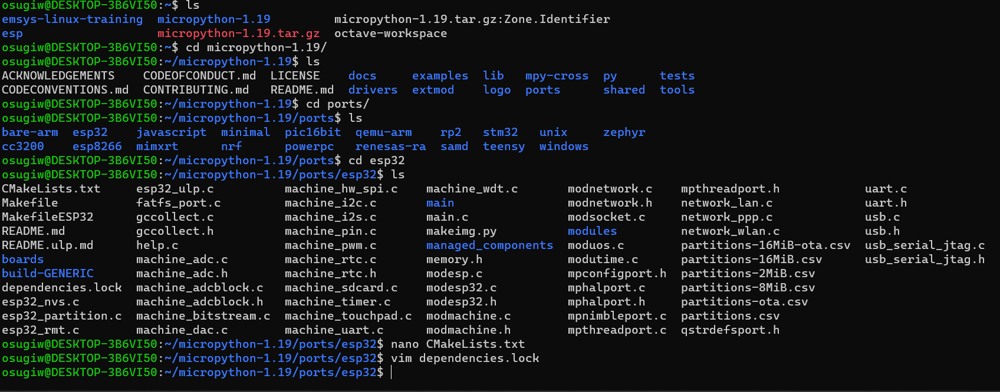 osugiw@DESKTOP-3B6VI50:~$ ls
emsys-linux-training  micropython-1.19         micropython-1.19.tar.gz:Zone.Identifier
esp                   micropython-1.19.tar.gz  octave-workspace
osugiw@DESKTOP-3B6VI50:~$ cd micropython-1.19/
osugiw@DESKTOP-3B6VI50:~/micropython-1.19$ ls
ACKNOWLEDGEMENTS    CODEOFCONDUCT.md  LICENSE    docs     examples  lib   mpy-cross  py      tests
CODECONVENTIONS.md  CONTRIBUTING.md   README.md  drivers  extmod    logo  ports      shared  tools
osugiw@DESKTOP-3B6VI50:~/micropython-1.19$ cd ports/
osugiw@DESKTOP-3B6VI50:~/micropython-1.19/ports$ ls
bare-arm  esp32    javascript  minimal  pic16bit  qemu-arm    rp2   stm32   unix     zephyr
cc3200    esp8266  mimxrt      nrf      powerpc   renesas-ra  samd  teensy  windows
osugiw@DESKTOP-3B6VI50:~/micropython-1.19/ports$ cd esp32
osugiw@DESKTOP-3B6VI50:~/micropython-1.19/ports/esp32$ ls
CMakeLists.txt     esp32_ulp.c          machine_hw_spi.c    machine_wdt.c       modnetwork.c    mpthreadport.h            uart.c
Makefile           fatfs_port.c         machine_i2c.c       main                modnetwork.h    network_lan.c             uart.h
MakefileESP32      gccollect.c          machine_i2s.c       main.c              modsocket.c     network_ppp.c             usb.c
README.md          gccollect.h          machine_pin.c       makeimg.py          modules         network_wlan.c            usb.h
README.ulp.md      help.c               machine_pwm.c       managed_components  moduos.c        partitions-16MiB-ota.csv  usb_serial_jtag.c
boards             machine_adc.c        machine_rtc.c       memory.h            modutime.c      partitions-16MiB.csv      usb_serial_jtag.h
build-GENERIC      machine_adc.h        machine_rtc.h       modesp.c            mpconfigport.h  partitions-2MiB.csv
dependencies.lock  machine_adcblock.c   machine_sdcard.c    modesp32.c          mphalport.c     partitions-8MiB.csv
esp32_nvs.c        machine_adcblock.h   machine_timer.c     modesp32.h          mphalport.h     partitions-ota.csv
esp32_partition.c  machine_bitstream.c  machine_touchpad.c  modmachine.c        mpnimbleport.c  partitions.csv
esp32_rmt.c        machine_dac.c        machine_uart.c      modmachine.h        mpthreadport.c  qstrdefsport.h
osugiw@DESKTOP-3B6VI50:~/micropython-1.19/ports/esp32$ nano CMakeLists.txt
osugiw@DESKTOP-3B6VI50:~/micropython-1.19/ports/esp32$ vim dependencies.lock
osugiw@DESKTOP-3B6VI50:~/micropython-1.19/ports/esp32$